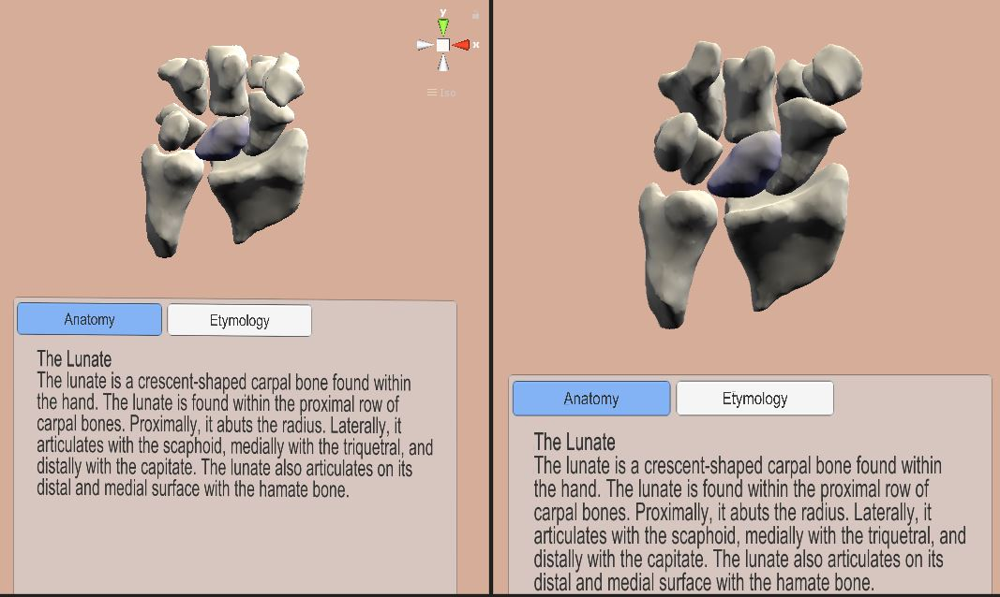 y
x
Iso
Anatomy
Etymology
The Lunate
The lunate is a crescent-shaped carpal bone found within
the hand. The lunate is found within the proximal row of
carpal bones. Proximally, it abuts the radius. Laterally, it
articulates with the scaphoid, medially with the triquetral, and
distally with the capitate. The lunate also articulates on its
distal and medial surface with the hamate bone.
Anatomy
Etymology
The Lunate
The lunate is a crescent-shaped carpal bone found within
the hand. The lunate is found within the proximal row of
carpal bones. Proximally, it abuts the radius. Laterally, it
articulates with the scaphoid, medially with the triquetral, and
distally with the capitate. The lunate also articulates on its
distal and medial surface with the hamate bone.